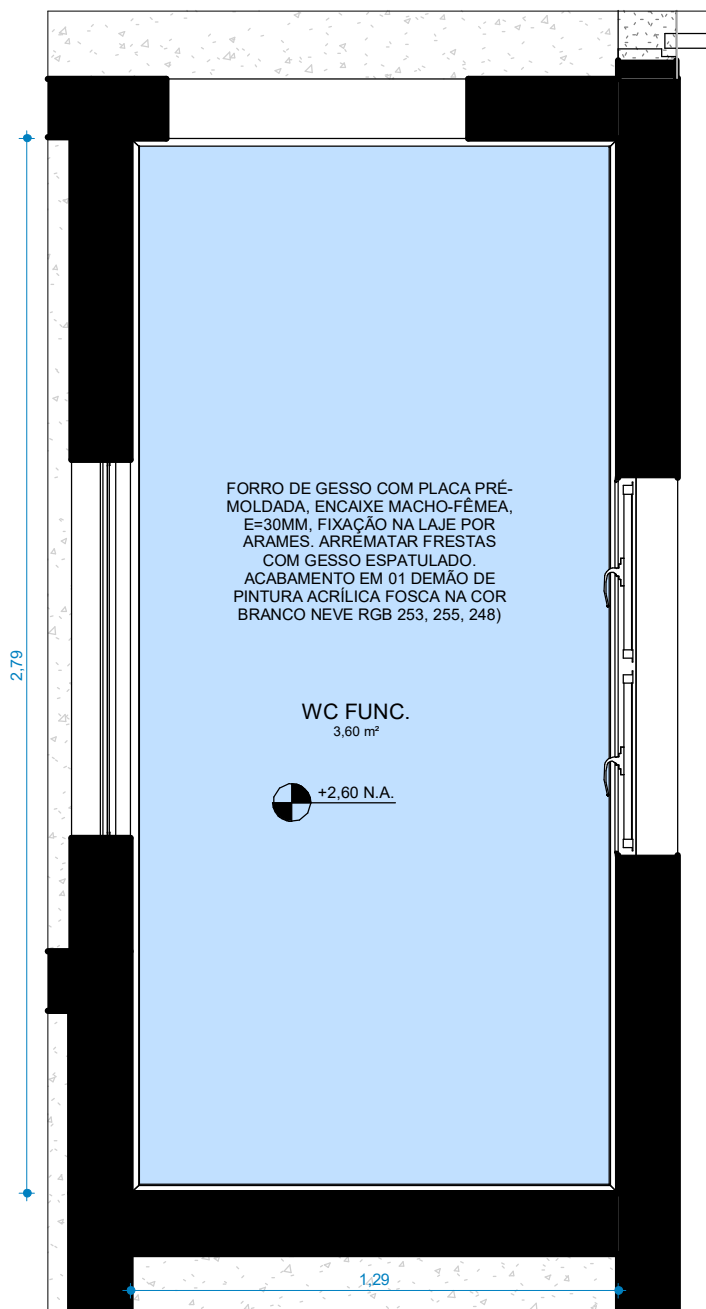 FORRO DE GESSO COM PLACA PRÉ-
MOLDADA, ENCAIXE MACHO-FÊMEA,
E=30MM, FIXAÇÃO NA LAJE POR
ARAMES. ARREMATAR FRESTAS
COM GESSO ESPATULADO.
ACABAMENTO EM 01 DEMÃO DE
PINTURA ACRÍLICA FOSCA NA COR
BRANCO NEVE RGB 253, 255, 248)
2,79
WC FUNC.
3,60 m²
+2,60 N.A.
1,29